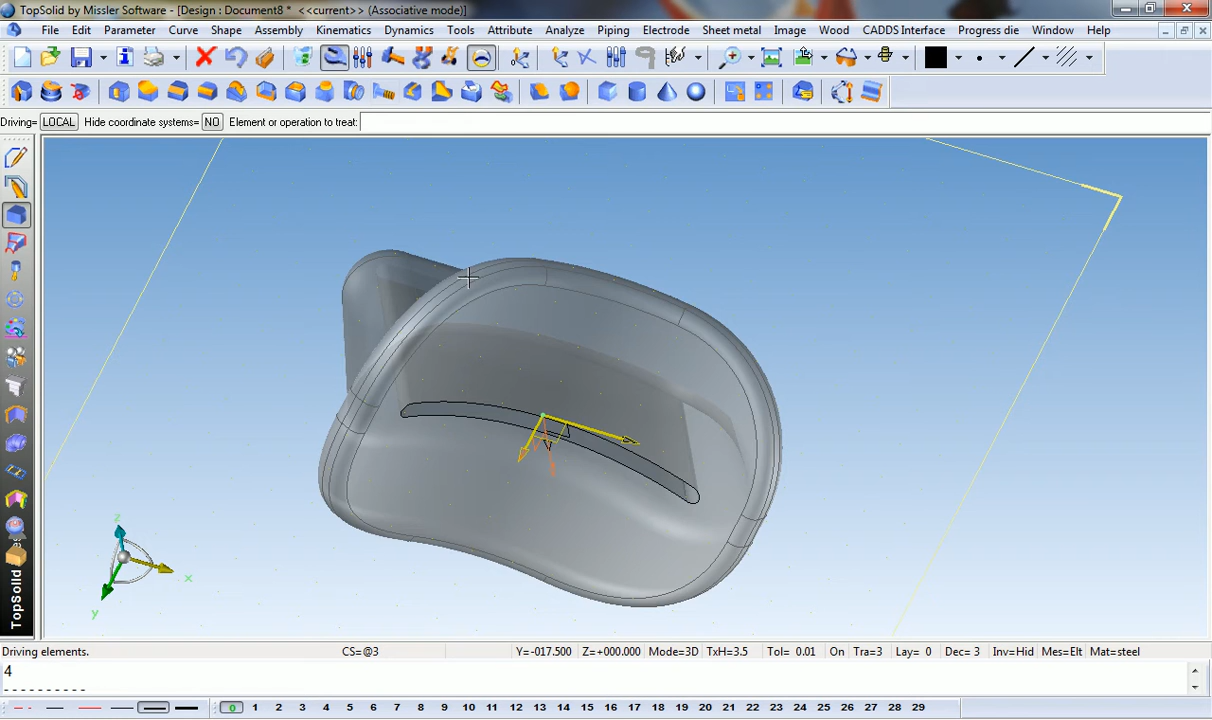 TopSolid by Missler Software - [Design : Document8 *  <<current>> (Associative mode)]
File Edit Parameter Curve Shape Assembly Kinematics Dynamics Tools Attribute Analyze Piping Electrode Sheet metal Image Wood CADDS Interface Progress die Window Help
Driving= LOCAL Hide coordinate systems= NO Element or operation to treat:
z
x
y
TopSolid
Driving elements. CS=@3 Y=-017.500 Z=+000.000 Mode=3D TxH=3.5 Tol= 0.01 On Tra=3 Lay= 0 Dec= 3 Inv=Hid Mes=Elt Mat=steel
4
----------
0 1 2 3 4 5 6 7 8 9 10 11 12 13 14 15 16 17 18 19 20 21 22 23 24 25 26 27 28 29